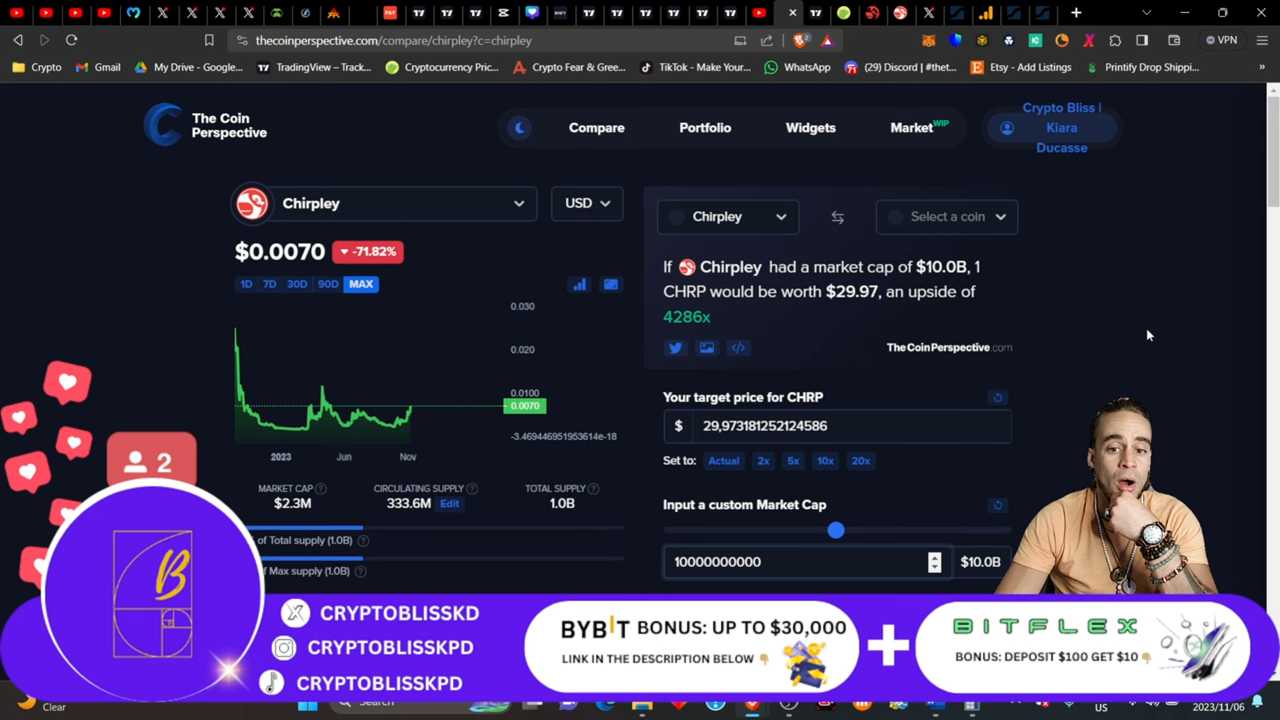 VPN
thecoinperspective.com/compare/chirpley?c=chirpley
Crypto
Gmail
My Drive - Google...
TradingView – Track...
Cryptocurrency Pric...
Crypto Fear & Gree...
TikTok - Make Your...
WhatsApp
(29) Discord | #thet...
Etsy - Add Listings
Printify Drop Shippi...
The Coin
Perspective
Compare
Portfolio
Widgets
Market WIP
Crypto Bliss |
Kiara
Ducasse
Chirpley
USD
$0.0070
-71.82%
1D 7D 30D 90D MAX
0.030
0.020
0.0100
0.0070
-3.469446951953614e-18
2023
Jun
Nov
MARKET CAP
$2.3M
CIRCULATING SUPPLY
333.6M Edit
TOTAL SUPPLY
1.0B
of Total supply (1.0B)
of Max supply (1.0B)
Chirpley
Select a coin
If Chirpley had a market cap of $10.0B, 1
CHRP would be worth $29.97, an upside of
4286x
TheCoinPerspective.com
Your target price for CHRP
$ 29,973181252124586
Set to: Actual 2x 5x 10x 20x
Input a custom Market Cap
10000000000
$10.0B
2
B
CRYPTOBLISSKD
CRYPTOBLISSKPD
CRYPTOBLISSKPD
BYBIT BONUS: UP TO $30,000
LINK IN THE DESCRIPTION BELOW
+
BITFLEX
BONUS: DEPOSIT $100 GET $10
Clear
Search
US
2023/11/06